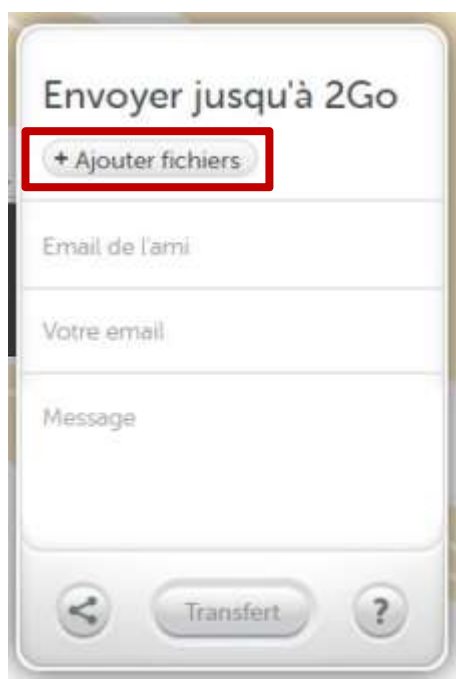 Envoyer jusqu'à 2Go
+ Ajouter fichiers
Email de l'ami
Votre email
Message
Transfert ?